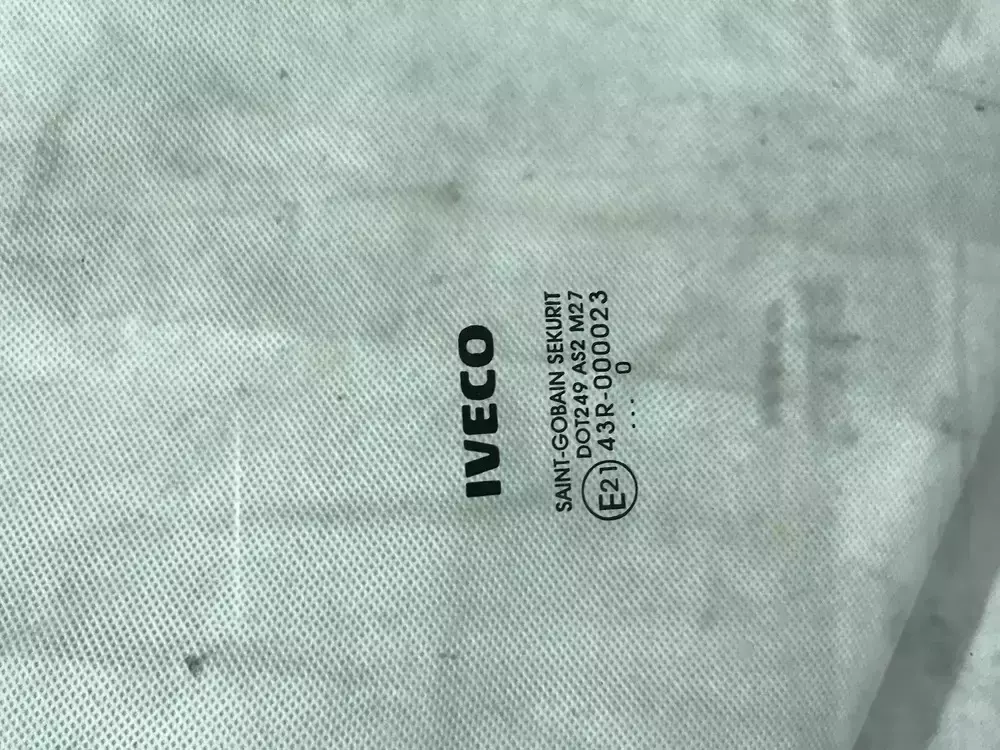 IVECO
SAINT-GOBAIN SEKURIT
DOT249 AS2 M27
E21 43R-000023
... 0